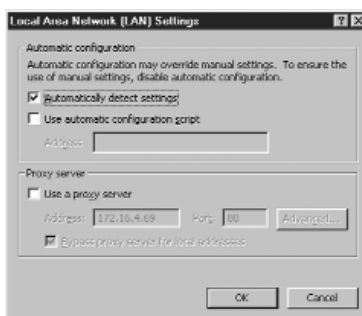 Local Area Network (LAN) Settings
Automatic configuration
Automatic configuration may override manual settings. To ensure the
use of manual settings, disable automatic configuration.
Automatically detect settings
Use automatic configuration script
Address
Proxy server
Use a proxy server
Address: 172.16.4.69 Port: 80 Advanced...
Bypass proxy server for local addresses
OK Cancel